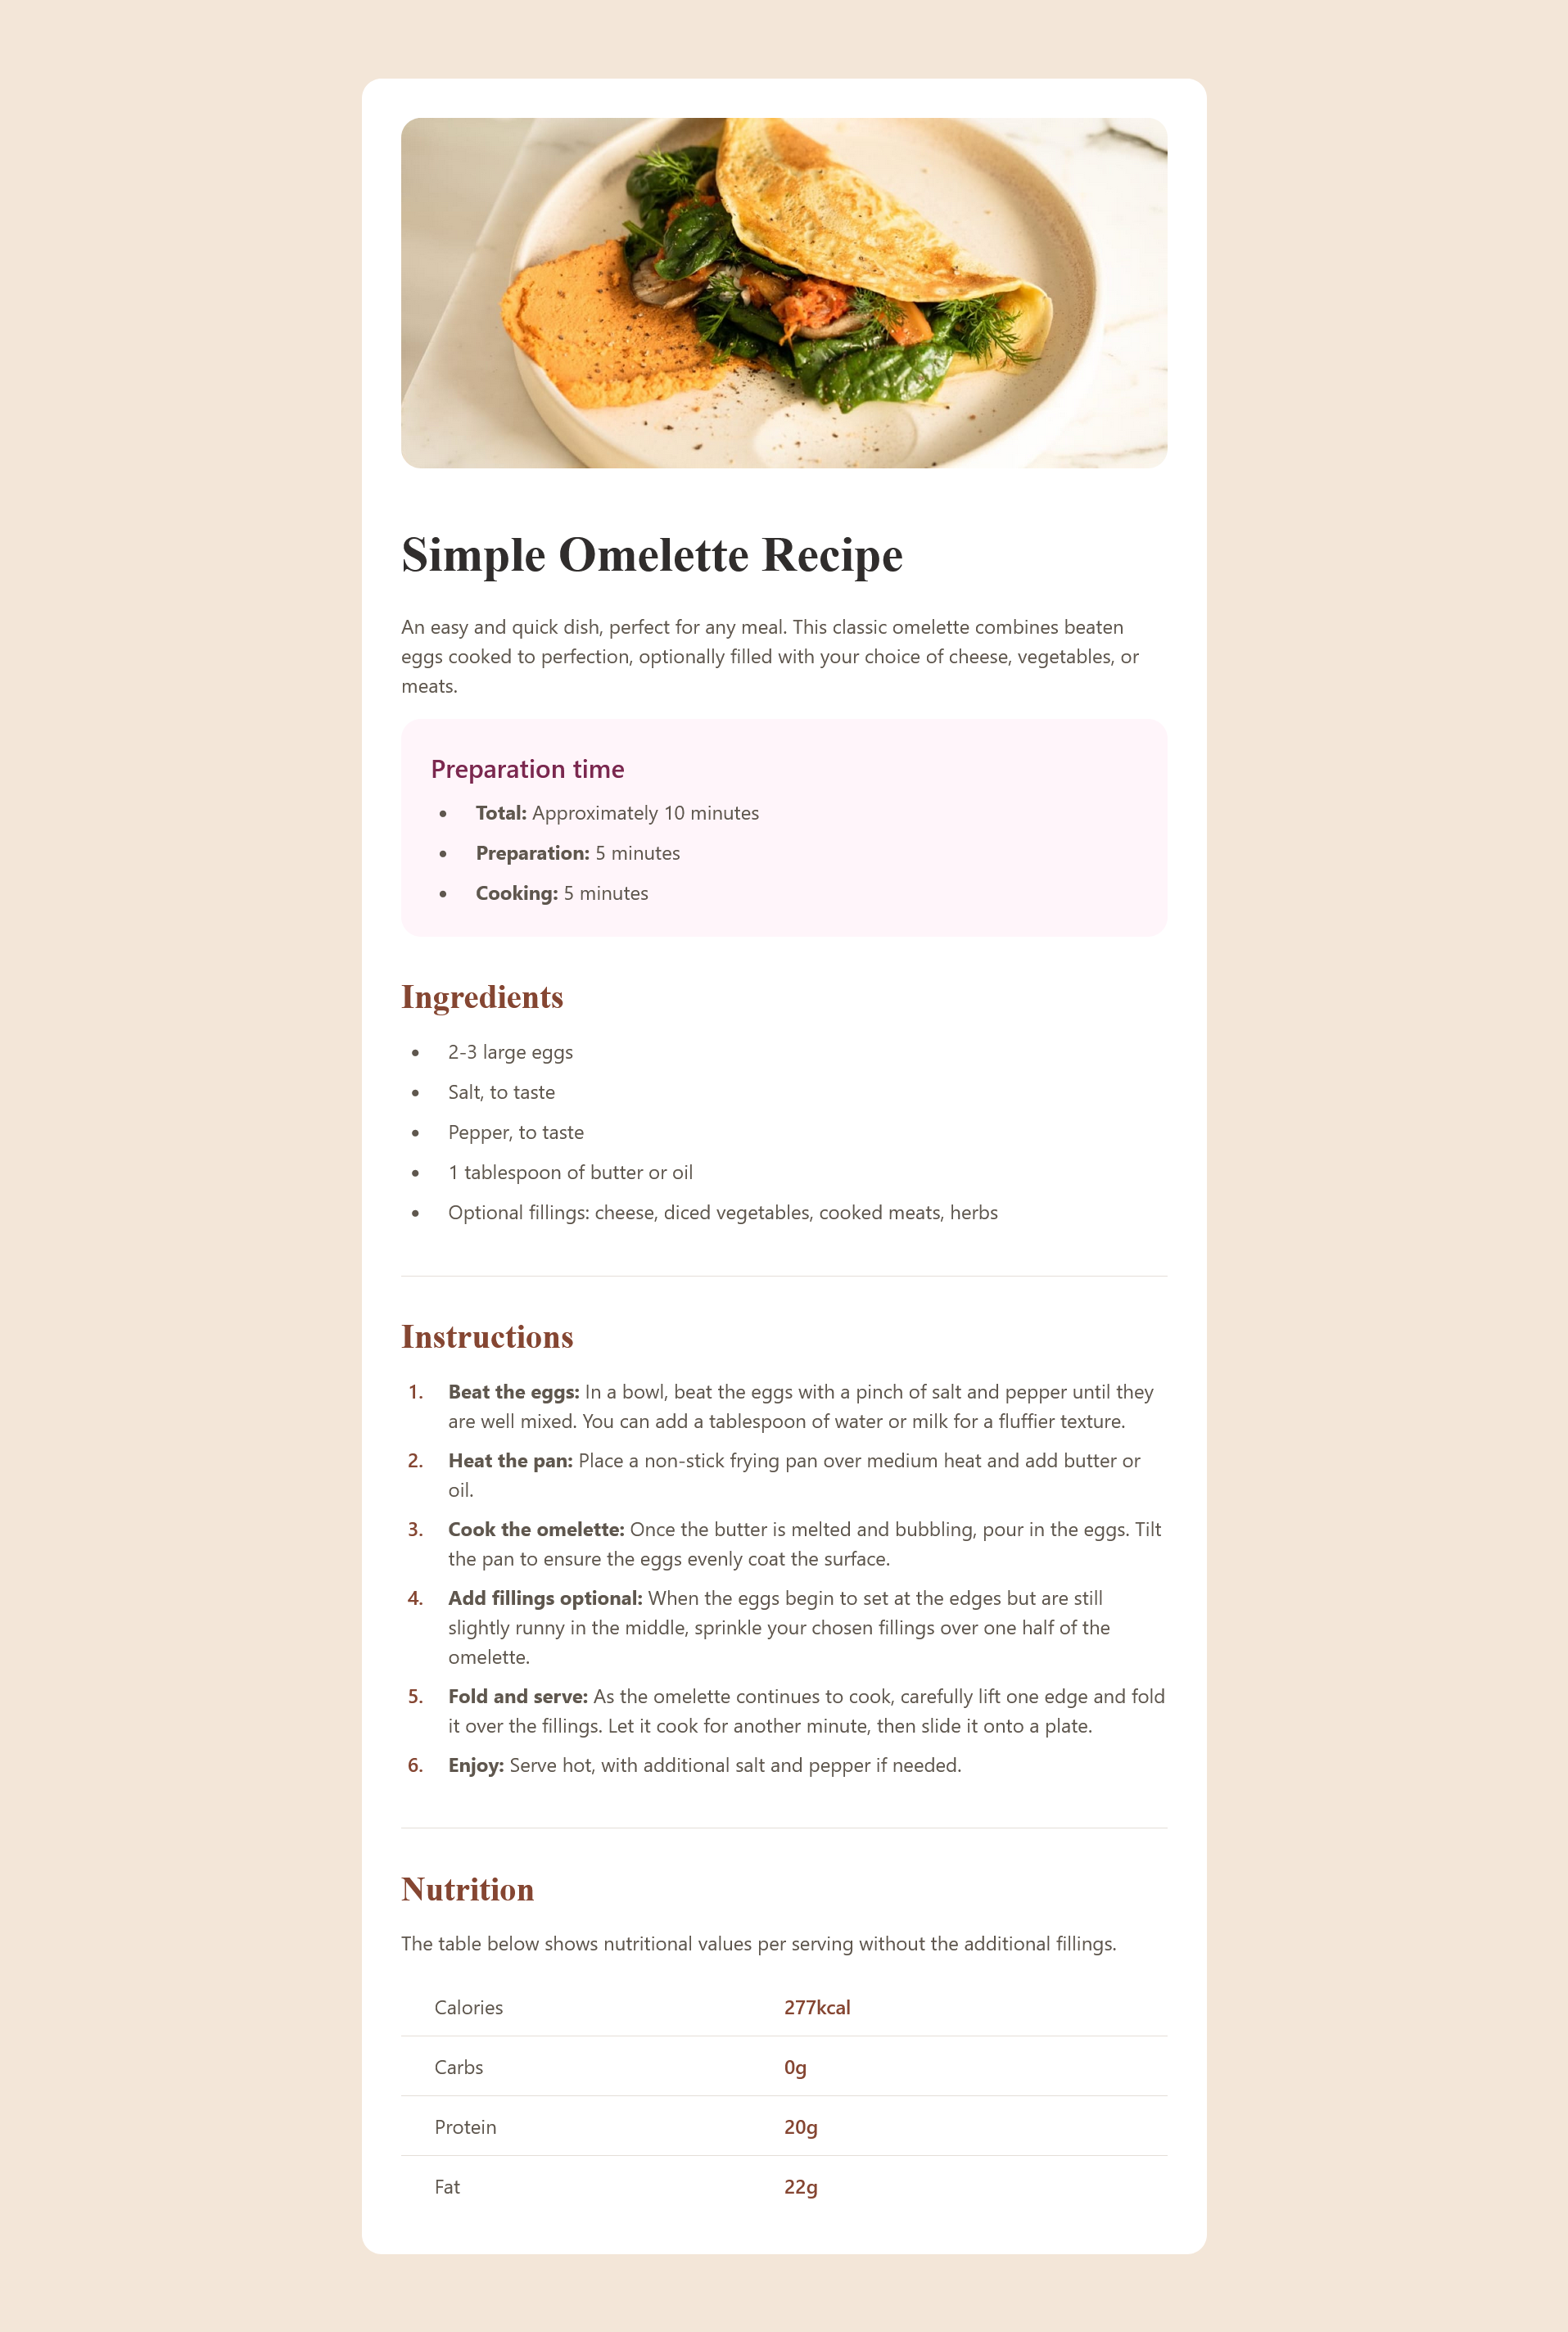 Simple Omelette Recipe
An easy and quick dish, perfect for any meal. This classic omelette combines beaten
eggs cooked to perfection, optionally filled with your choice of cheese, vegetables, or
meats.
Preparation time
• Total: Approximately 10 minutes
• Preparation: 5 minutes
• Cooking: 5 minutes
Ingredients
• 2-3 large eggs
• Salt, to taste
• Pepper, to taste
• 1 tablespoon of butter or oil
• Optional fillings: cheese, diced vegetables, cooked meats, herbs
Instructions
1. Beat the eggs: In a bowl, beat the eggs with a pinch of salt and pepper until they
are well mixed. You can add a tablespoon of water or milk for a fluffier texture.
2. Heat the pan: Place a non-stick frying pan over medium heat and add butter or
oil.
3. Cook the omelette: Once the butter is melted and bubbling, pour in the eggs. Tilt
the pan to ensure the eggs evenly coat the surface.
4. Add fillings optional: When the eggs begin to set at the edges but are still
slightly runny in the middle, sprinkle your chosen fillings over one half of the
omelette.
5. Fold and serve: As the omelette continues to cook, carefully lift one edge and fold
it over the fillings. Let it cook for another minute, then slide it onto a plate.
6. Enjoy: Serve hot, with additional salt and pepper if needed.
Nutrition
The table below shows nutritional values per serving without the additional fillings.
Calories 277kcal
Carbs 0g
Protein 20g
Fat 22g